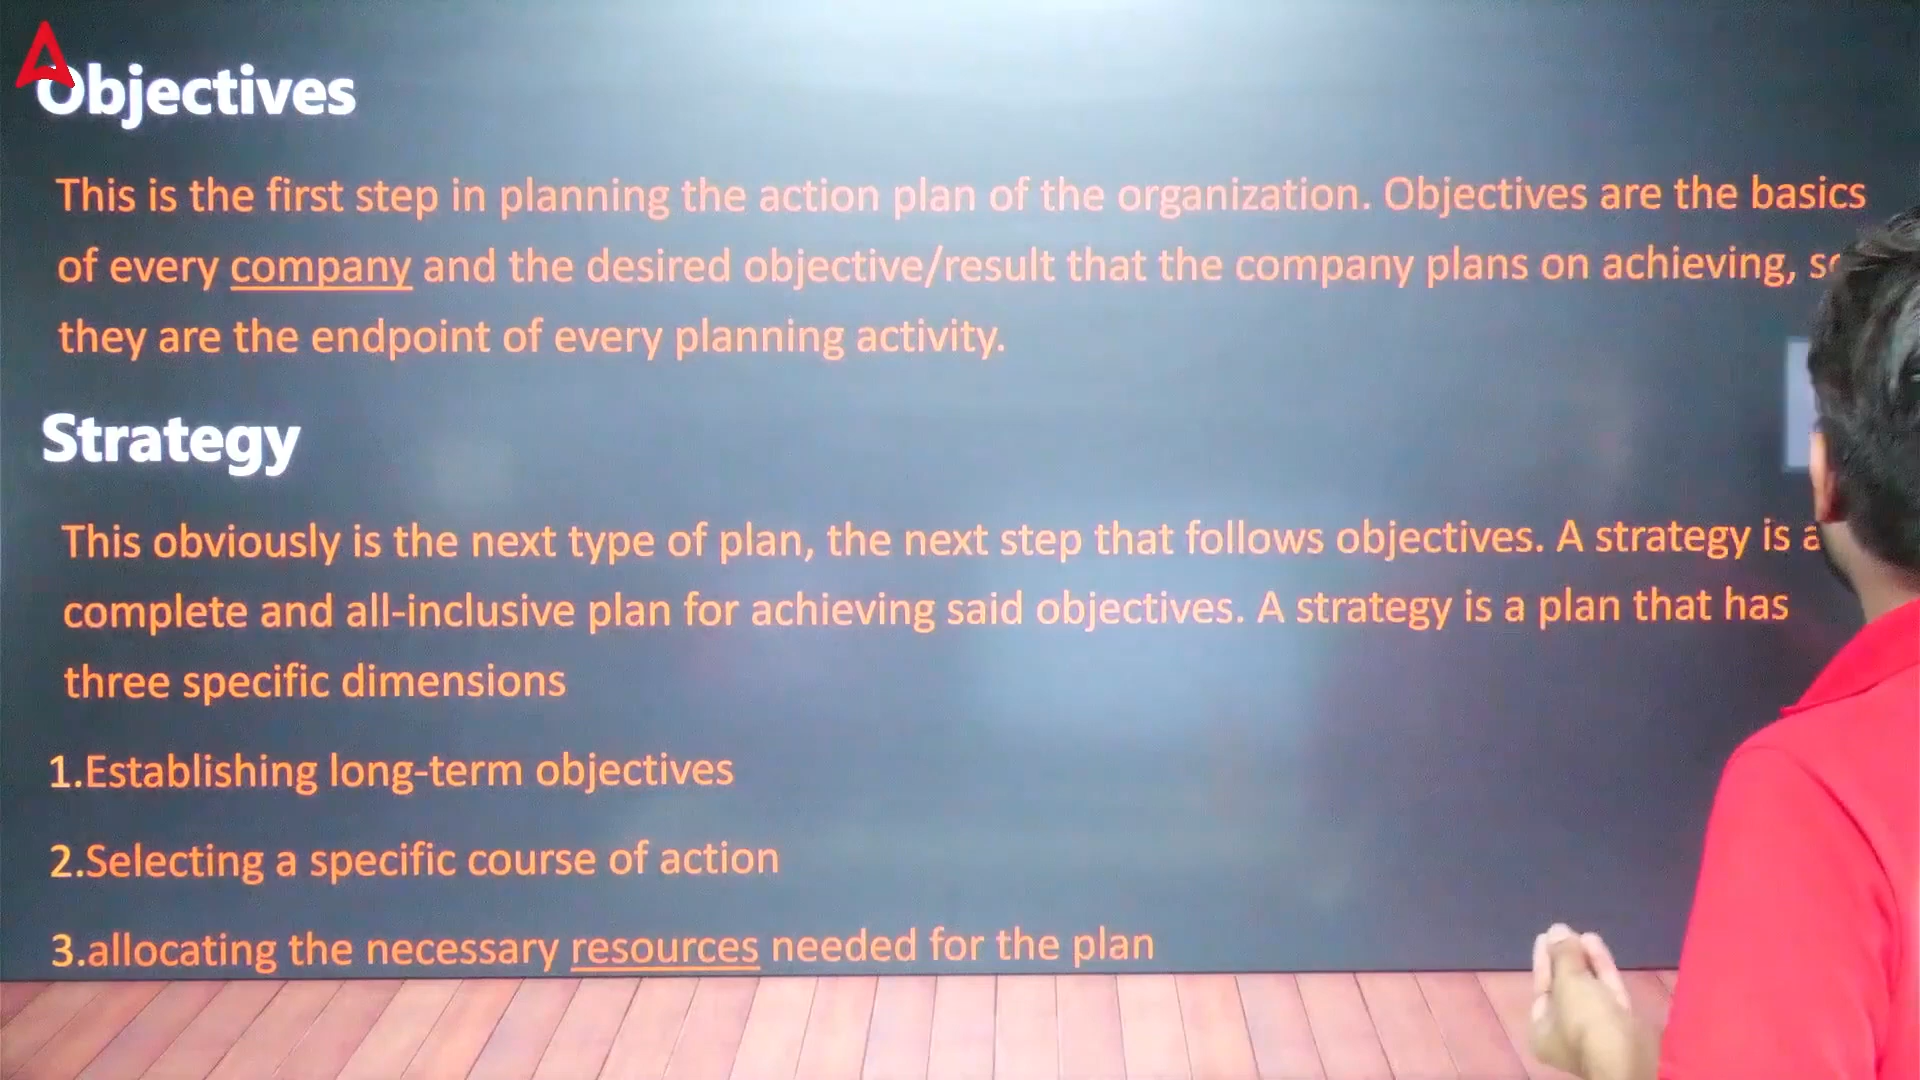 Objectives
This is the first step in planning the action plan of the organization. Objectives are the basics
of every company and the desired objective/result that the company plans on achieving, so
they are the endpoint of every planning activity.
Strategy
This obviously is the next type of plan, the next step that follows objectives. A strategy is a
complete and all-inclusive plan for achieving said objectives. A strategy is a plan that has
three specific dimensions
1.Establishing long-term objectives
2.Selecting a specific course of action
3.allocating the necessary resources needed for the plan